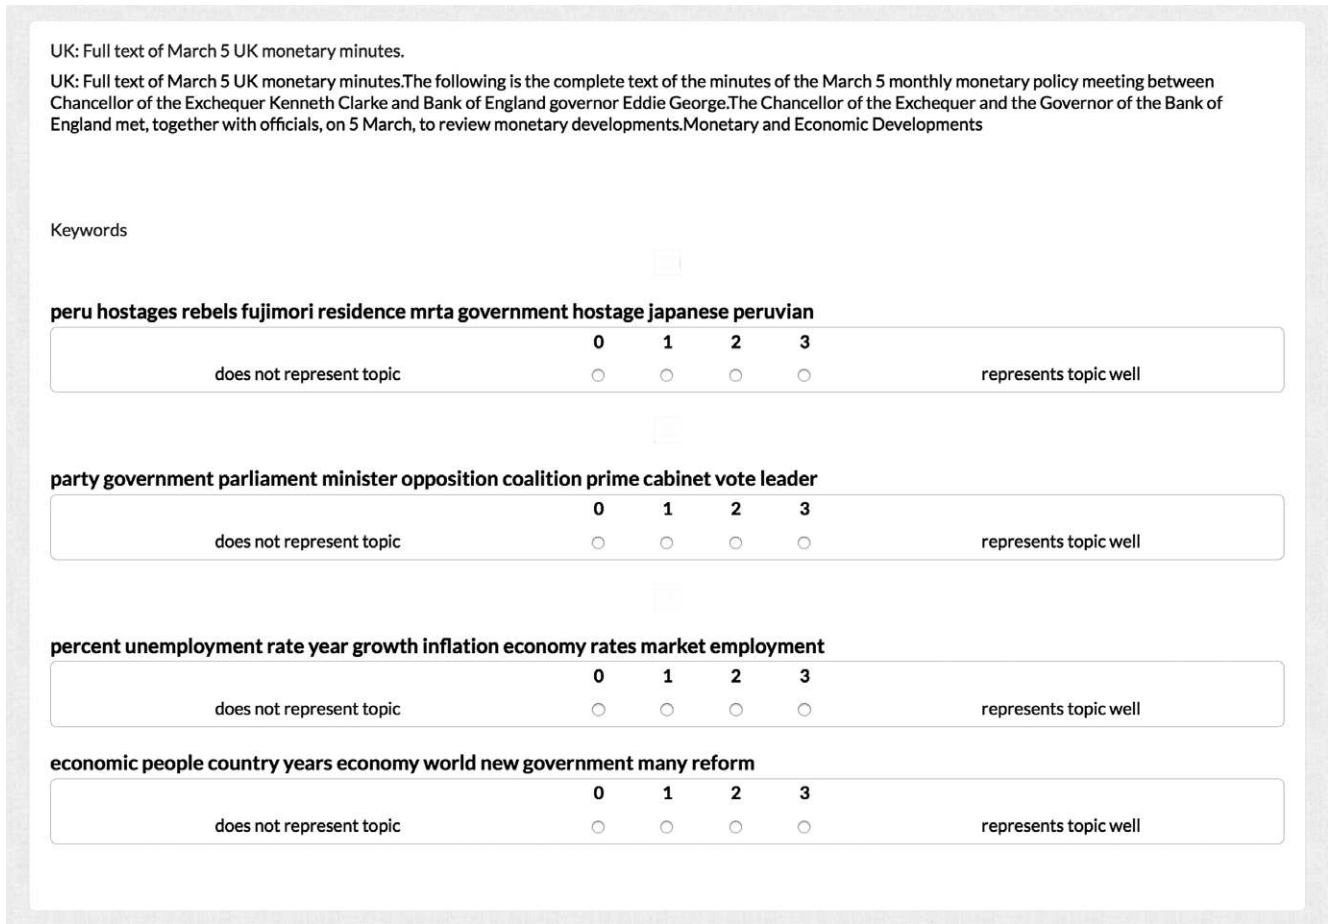 UK: Full text of March 5 UK monetary minutes.
UK: Full text of March 5 UK monetary minutes.The following is the complete text of the minutes of the March 5 monthly monetary policy meeting between
Chancellor of the Exchequer Kenneth Clarke and Bank of England governor Eddie George.The Chancellor of the Exchequer and the Governor of the Bank of
England met, together with officials, on 5 March, to review monetary developments.Monetary and Economic Developments
Keywords
peru hostages rebels fujimori residence mrta government hostage japanese peruvian
0 1 2 3
does not represent topic represents topic well
party government parliament minister opposition coalition prime cabinet vote leader
0 1 2 3
does not represent topic represents topic well
percent unemployment rate year growth inflation economy rates market employment
0 1 2 3
does not represent topic represents topic well
economic people country years economy world new government many reform
0 1 2 3
does not represent topic represents topic well